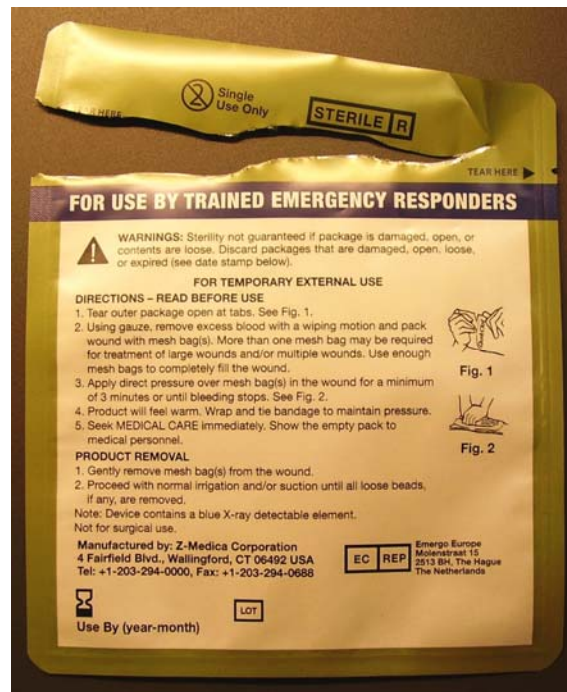 Single
Use Only
STERILE R
TEAR HERE
TEAR HERE
FOR USE BY TRAINED EMERGENCY RESPONDERS
WARNINGS: Sterility not guaranteed if package is damaged, open, or
contents are loose. Discard packages that are damaged, open, loose,
or expired (see date stamp below).
FOR TEMPORARY EXTERNAL USE
DIRECTIONS – READ BEFORE USE
1. Tear outer package open at tabs. See Fig. 1.
2. Using gauze, remove excess blood with a wiping motion and pack
wound with mesh bag(s). More than one mesh bag may be required
for treatment of large wounds and/or multiple wounds. Use enough
mesh bags to completely fill the wound.
Fig. 1
3. Apply direct pressure over mesh bag(s) in the wound for a minimum
of 3 minutes or until bleeding stops. See Fig. 2.
4. Product will feel warm. Wrap and tie bandage to maintain pressure.
5. Seek MEDICAL CARE immediately. Show the empty pack to
medical personnel.
Fig. 2
PRODUCT REMOVAL
1. Gently remove mesh bag(s) from the wound.
2. Proceed with normal irrigation and/or suction until all loose beads,
if any, are removed.
Note: Device contains a blue X-ray detectable element.
Not for surgical use.
Manufactured by: Z-Medica Corporation
4 Fairfield Blvd., Wallingford, CT 06492 USA
Tel: +1-203-294-0000, Fax: +1-203-294-0688
EC REP
Emergo Europe
Molenstraat 15
2513 BH, The Hague
The Netherlands
Use By (year-month)
LOT